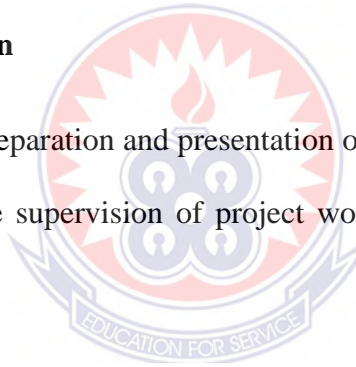 n
eparation and presentation o
e supervision of project wo
EDUCATION FOR SERVICE